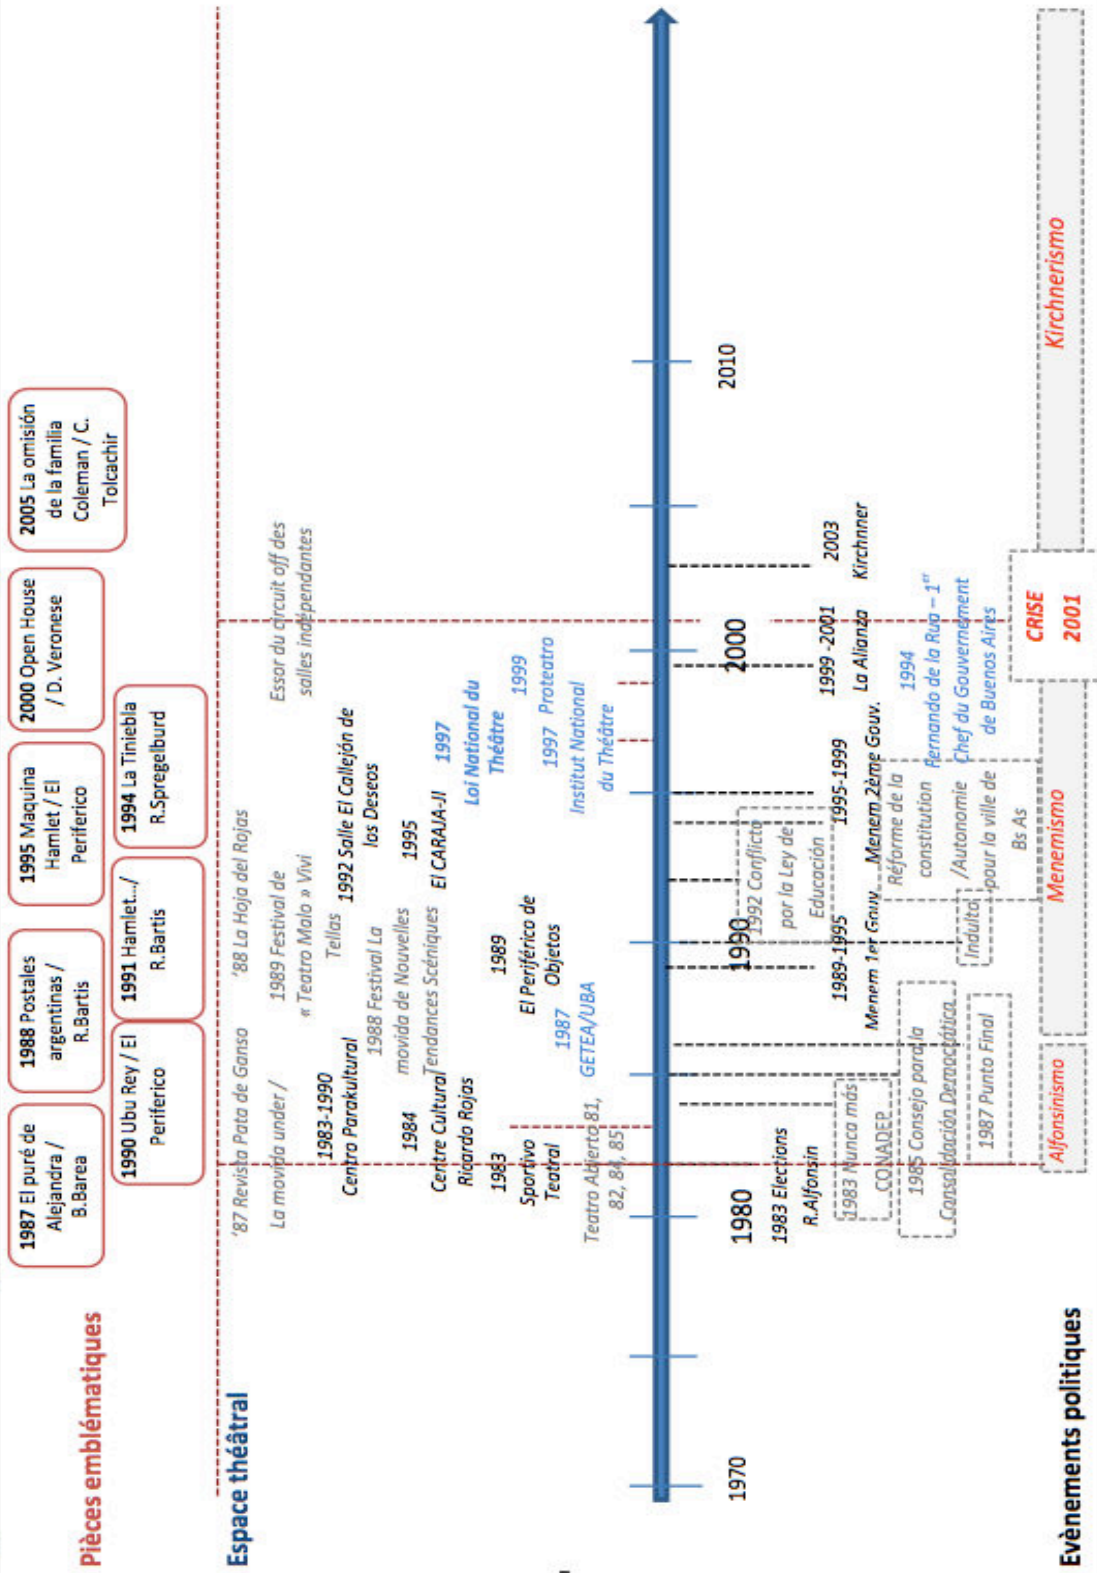 Pièces emblématiques
1987 El puré de
Alejandra /
B.Barea
1988 Postales
argentinas /
R.Bartis
1995 Maquina
Hamlet / El
Periferico
2000 Open House
/ D. Veronese
2005 La omisión
de la familia
Coleman / C.
Tolcachir
1990 Ubu Rey / El
Periferico
1991 Hamlet.../
R.Bartis
1994 La Tiniebla
R.Spregelburd
Espace théâtral
'87 Revista Pata de Ganso
'88 La Hoja del Rojas
La movida under /
1989 Festival de
« Teatro Malo » Vivi
Tellas
Essor du circuit off des
salles indépendantes
1983-1990
Centro Parakultural
1992 Salle El Callejón de
los Deseos
1988 Festival La
movida de Nouvelles
Tendances Scéniques
1984
Centre Cultural
Ricardo Rojas
1995
El CARAJA-JI
1997
Loi National du
Théâtre
1983
Sportivo
Teatral
1989
El Periférico de
Objetos
1999
Proteatro
1997
Institut National
du Théâtre
1987
GETEA/UBA
Teatro Abierto 81,
82, 84, 85
1970
1980
1990
2000
2010
1983 Elections
R.Alfonsin
1983 Nunca más
CONADEP
1985 Consejo para la
Consolidación Democrática
1987 Punto Final
1989-1995
Menem 1er Gouv.
1992 Conflicto
por la Ley de
Educación
Indulto
1995-1999
Menem 2ème Gouv.
Réforme de la
constitution
/Autonomie
pour la ville de
Bs As
1994
Fernando de la Rua – 1er
Chef du Gouvernement
de Buenos Aires
1999 -2001
La Alianza
2003
Kirchnner
Alfonsinismo
Menemismo
CRISE
2001
Kirchnerismo
Evènements politiques